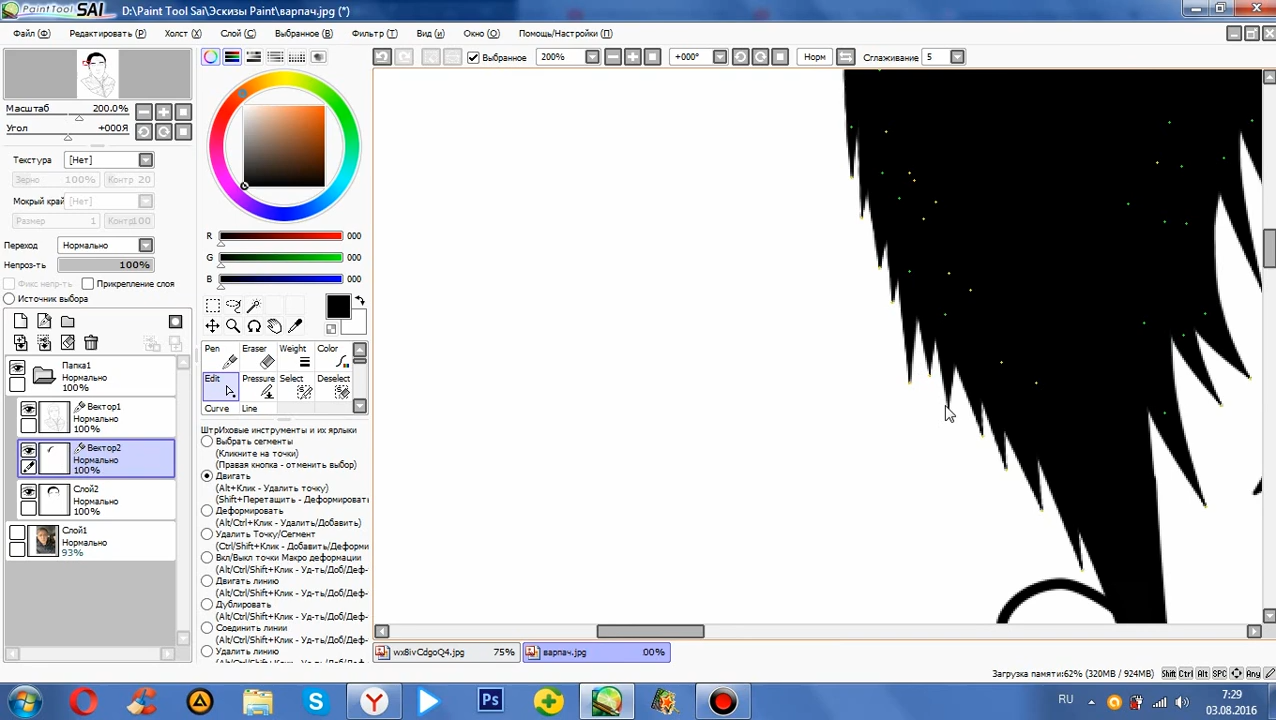 PaintTool SAI D:\Paint Tool Sai\Эскизы Paint\варпач.jpg (*)
Файл (Ф) Редактировать (Р) Холст (Х) Слой (С) Выбранное (В) Фильтр (Т) Вид (и) Окно (О) Помощь/Настройки (П)
Выбранное 200% +000° Норм Сглаживание 5
Масштаб 200.0%
Угол +000Я
Текстура [Нет]
Зерно 100% Контр 20
Мокрый край [Нет]
Размер 1 Контр 100
Переход Нормально
Непроз-ть 100%
Фикс непр-ть Прикрепление слоя
Источник выбора
Папка1
Нормально
100%
Вектор1
Нормально
100%
Вектор2
Нормально
100%
Слой2
Нормально
100%
Слой1
Нормально
93%
R 000
G 000
B 000
Pen Eraser Weight Color
Edit Pressure Select Deselect
Curve Line
ШтрИховые инструменты и их ярлыки
Выбрать сегменты
(Кликните на точки)
(Правая кнопка - отменить выбор)
Двигать
(Alt+Клик - Удалить точку)
(Shift+Перетащить - Деформировать
Деформировать
(Alt/Ctrl+Клик - Удалить/Добавить)
Удалить Точку/Сегмент
(Ctrl/Shift+Клик - Добавить/Деформи
Вкл/Выкл точки Макро деформации
(Alt/Ctrl/Shift+Клик - Уд-ть/Доб/Деф-
Двигать линию
(Alt/Ctrl/Shift+Клик - Уд-ть/Доб/Деф-
Дублировать
(Alt/Ctrl/Shift+Клик - Уд-ть/Доб/Деф-
Соединить линии
(Alt/Ctrl/Shift+Клик - Уд-ть/Доб/Деф-
Удалить линию
wx8ivCdgoQ4.jpg 75% варпач.jpg 00%
Загрузка памяти:62% (320MB / 924MB) Shift Ctrl Alt SPC Any
Ps RU 7:29
03.08.2016